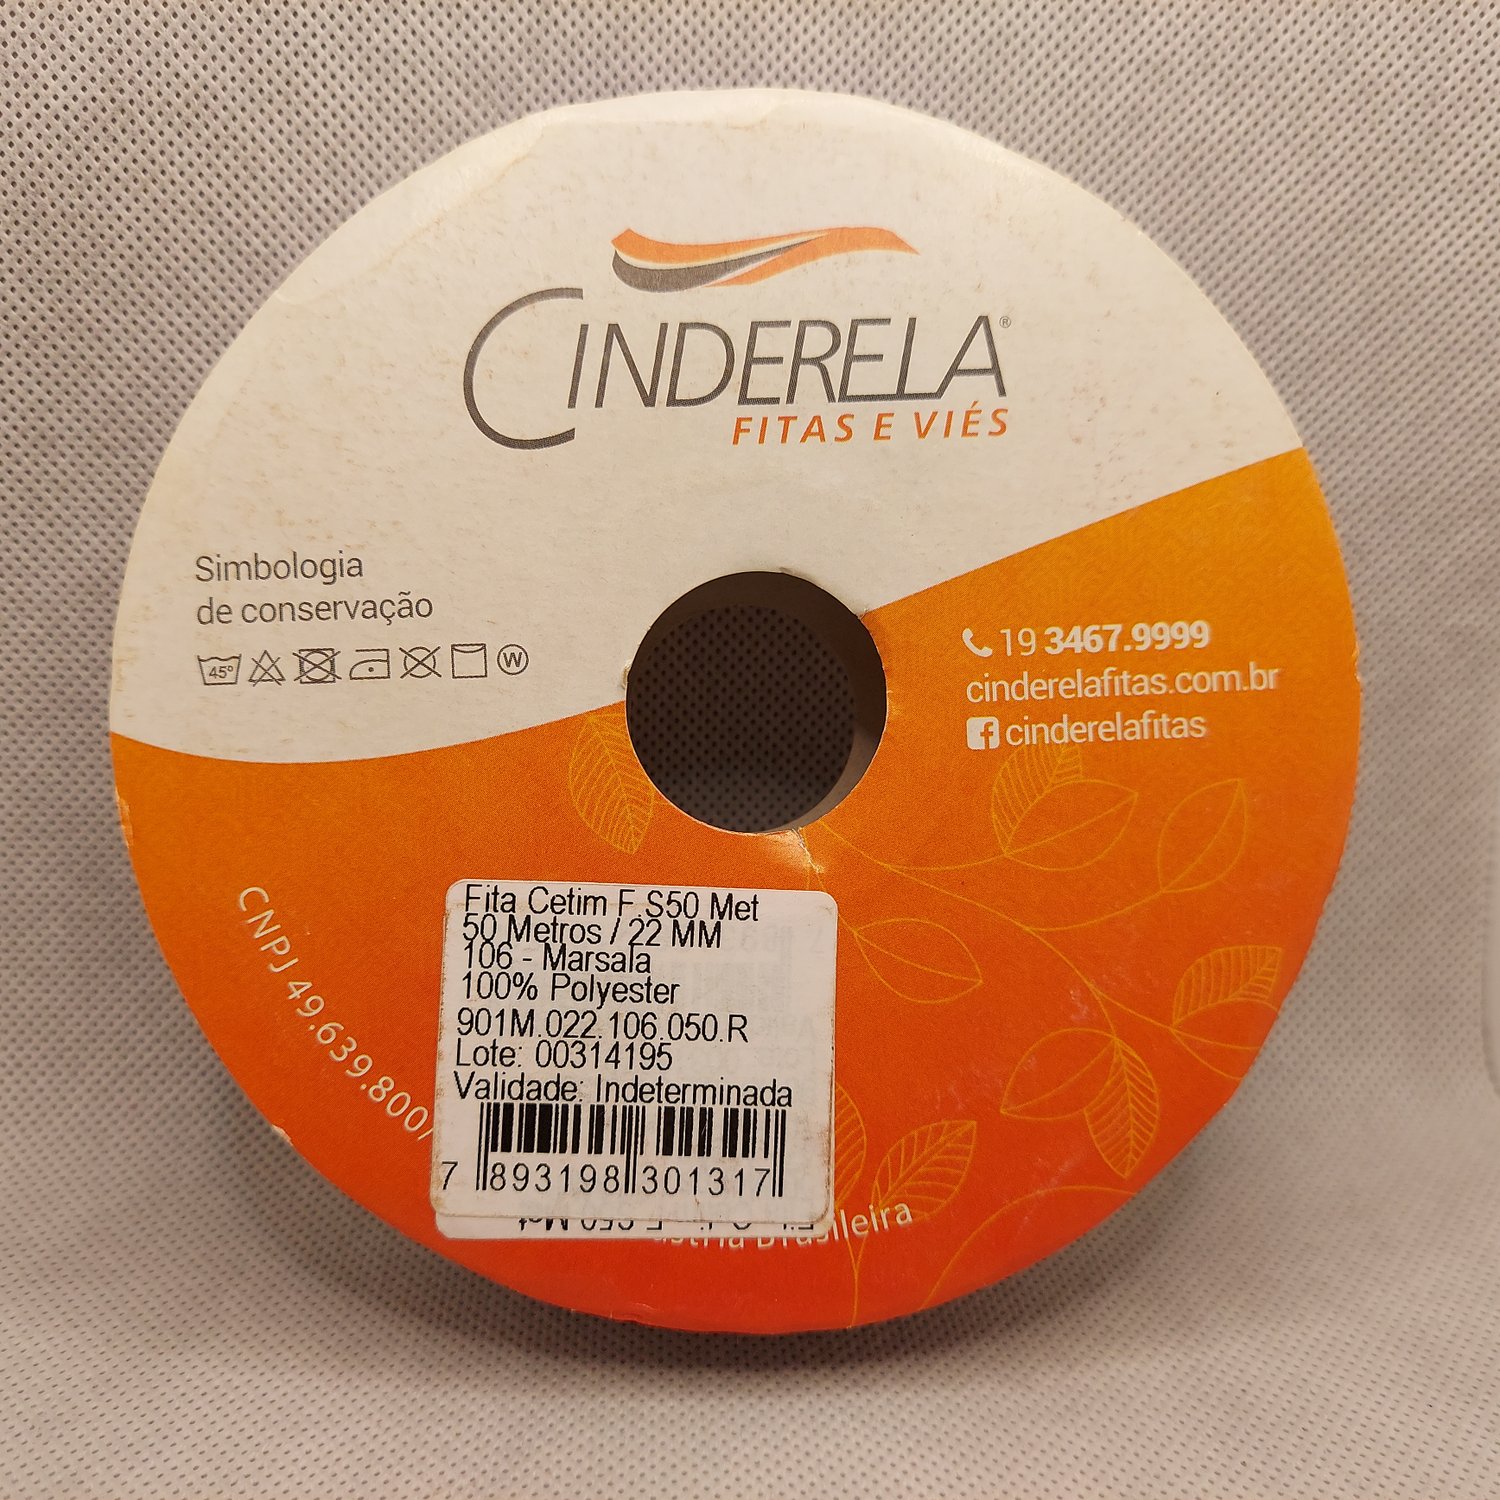 CINDERELA®
FITAS E VIÉS
Simbologia
de conservação
45º
W
19 3467.9999
cinderelafitas.com.br
cinderelafitas
CNPJ 49.639.800/
Fita Cetim F.S50 Met
50 Metros / 22 MM
106 - Marsala
100% Polyester
901M.022.106.050.R
Lote: 00314195
Validade: Indeterminada
7 893198 301317
Brasileira